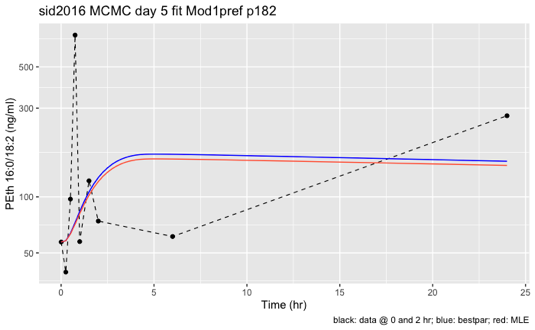 sid2016 MCMC day 5 fit Mod1pref p182
PEth 16:0/18:2 (ng/ml)
500
300
100
50
0
5
10
15
20
25
Time (hr)
black: data @ 0 and 2 hr; blue: bestpar; red: MLE